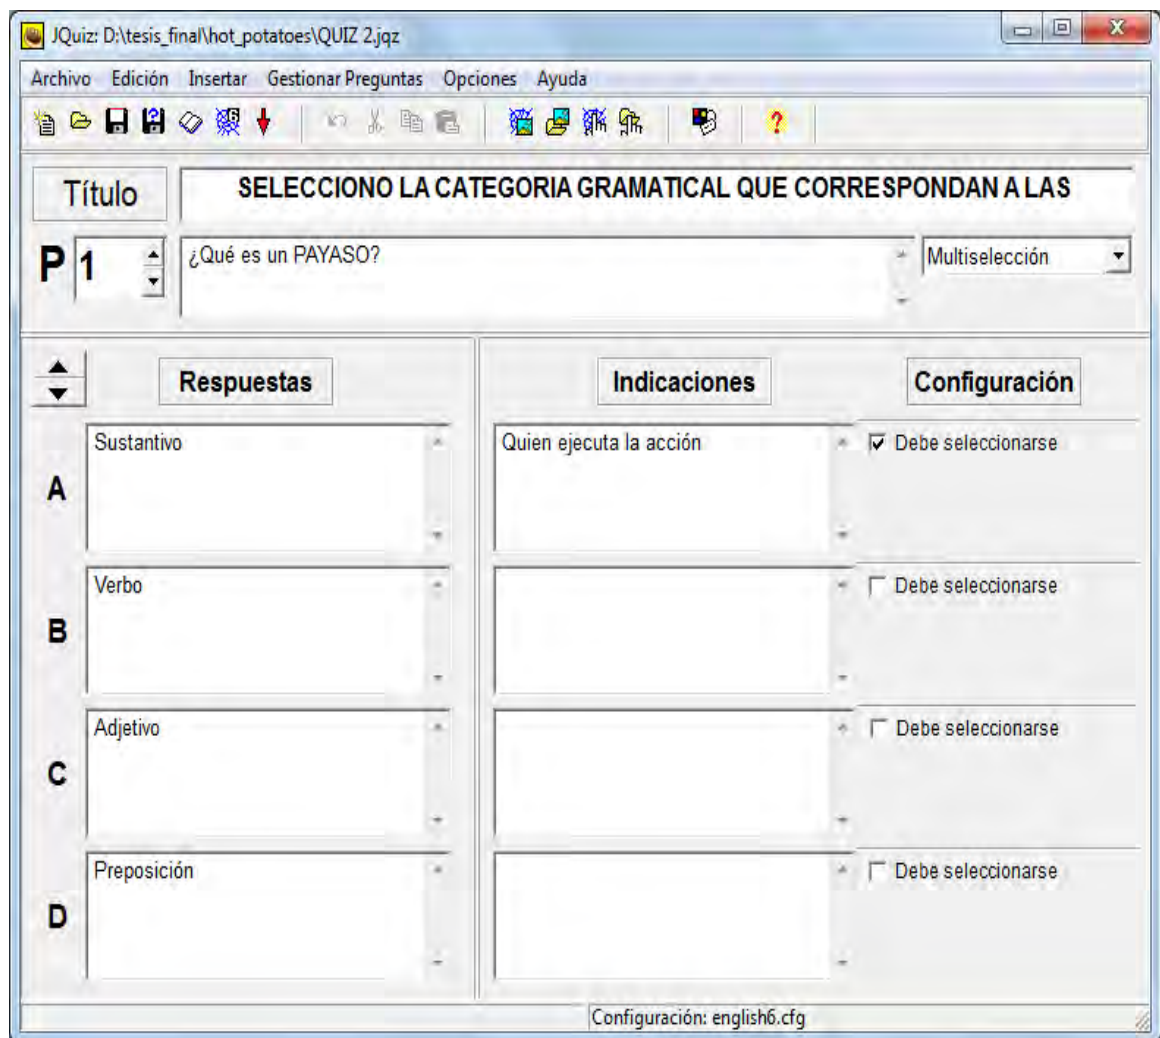 JQuiz: D:\tesis_final\hot_potatoes\QUIZ 2.jqz
Archivo Edición Insertar Gestionar Preguntas Opciones Ayuda
Título
SELECCIONO LA CATEGORIA GRAMATICAL QUE CORRESPONDAN A LAS
P 1
¿Qué es un PAYASO?
Multiselección
Respuestas Indicaciones Configuración
A Sustantivo Quien ejecuta la acción Debe seleccionarse
B Verbo Debe seleccionarse
C Adjetivo Debe seleccionarse
D Preposición Debe seleccionarse
Configuración: english6.cfg